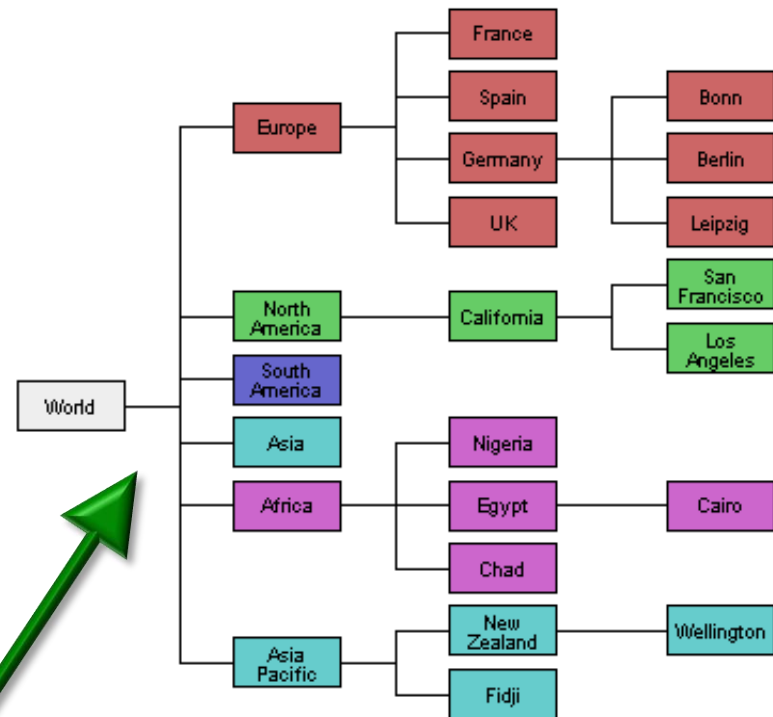 France
Spain
Bonn
Europe
Germany
Berlin
UK
Leipzig
San
Francisco
North
America
California
Los
Angeles
South
America
World
Asia
Nigeria
Africa
Egypt
Cairo
Chad
New
Zealand
Wellington
Asia
Pacific
Fidji